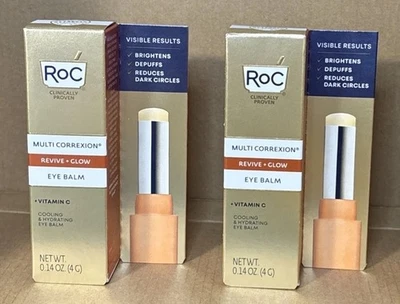 RoC
CLINICALLY
PROVEN
MULTI CORREXION®
REVIVE + GLOW
EYE BALM
+ VITAMIN C
COOLING
& HYDRATING
EYE BALM
NET WT.
0.14 OZ. (4 G)
VISIBLE RESULTS
✓ BRIGHTENS
✓ DEPUFFS
✓ REDUCES
DARK CIRCLES
RoC
CLINICALLY
PROVEN
MULTI CORREXION®
REVIVE + GLOW
EYE BALM
+ VITAMIN C
COOLING
& HYDRATING
EYE BALM
NET WT.
0.14 OZ. (4 G)
VISIBLE RESULTS
✓ BRIGHTENS
✓ DEPUFFS
✓ REDUCES
DARK CIRCLES